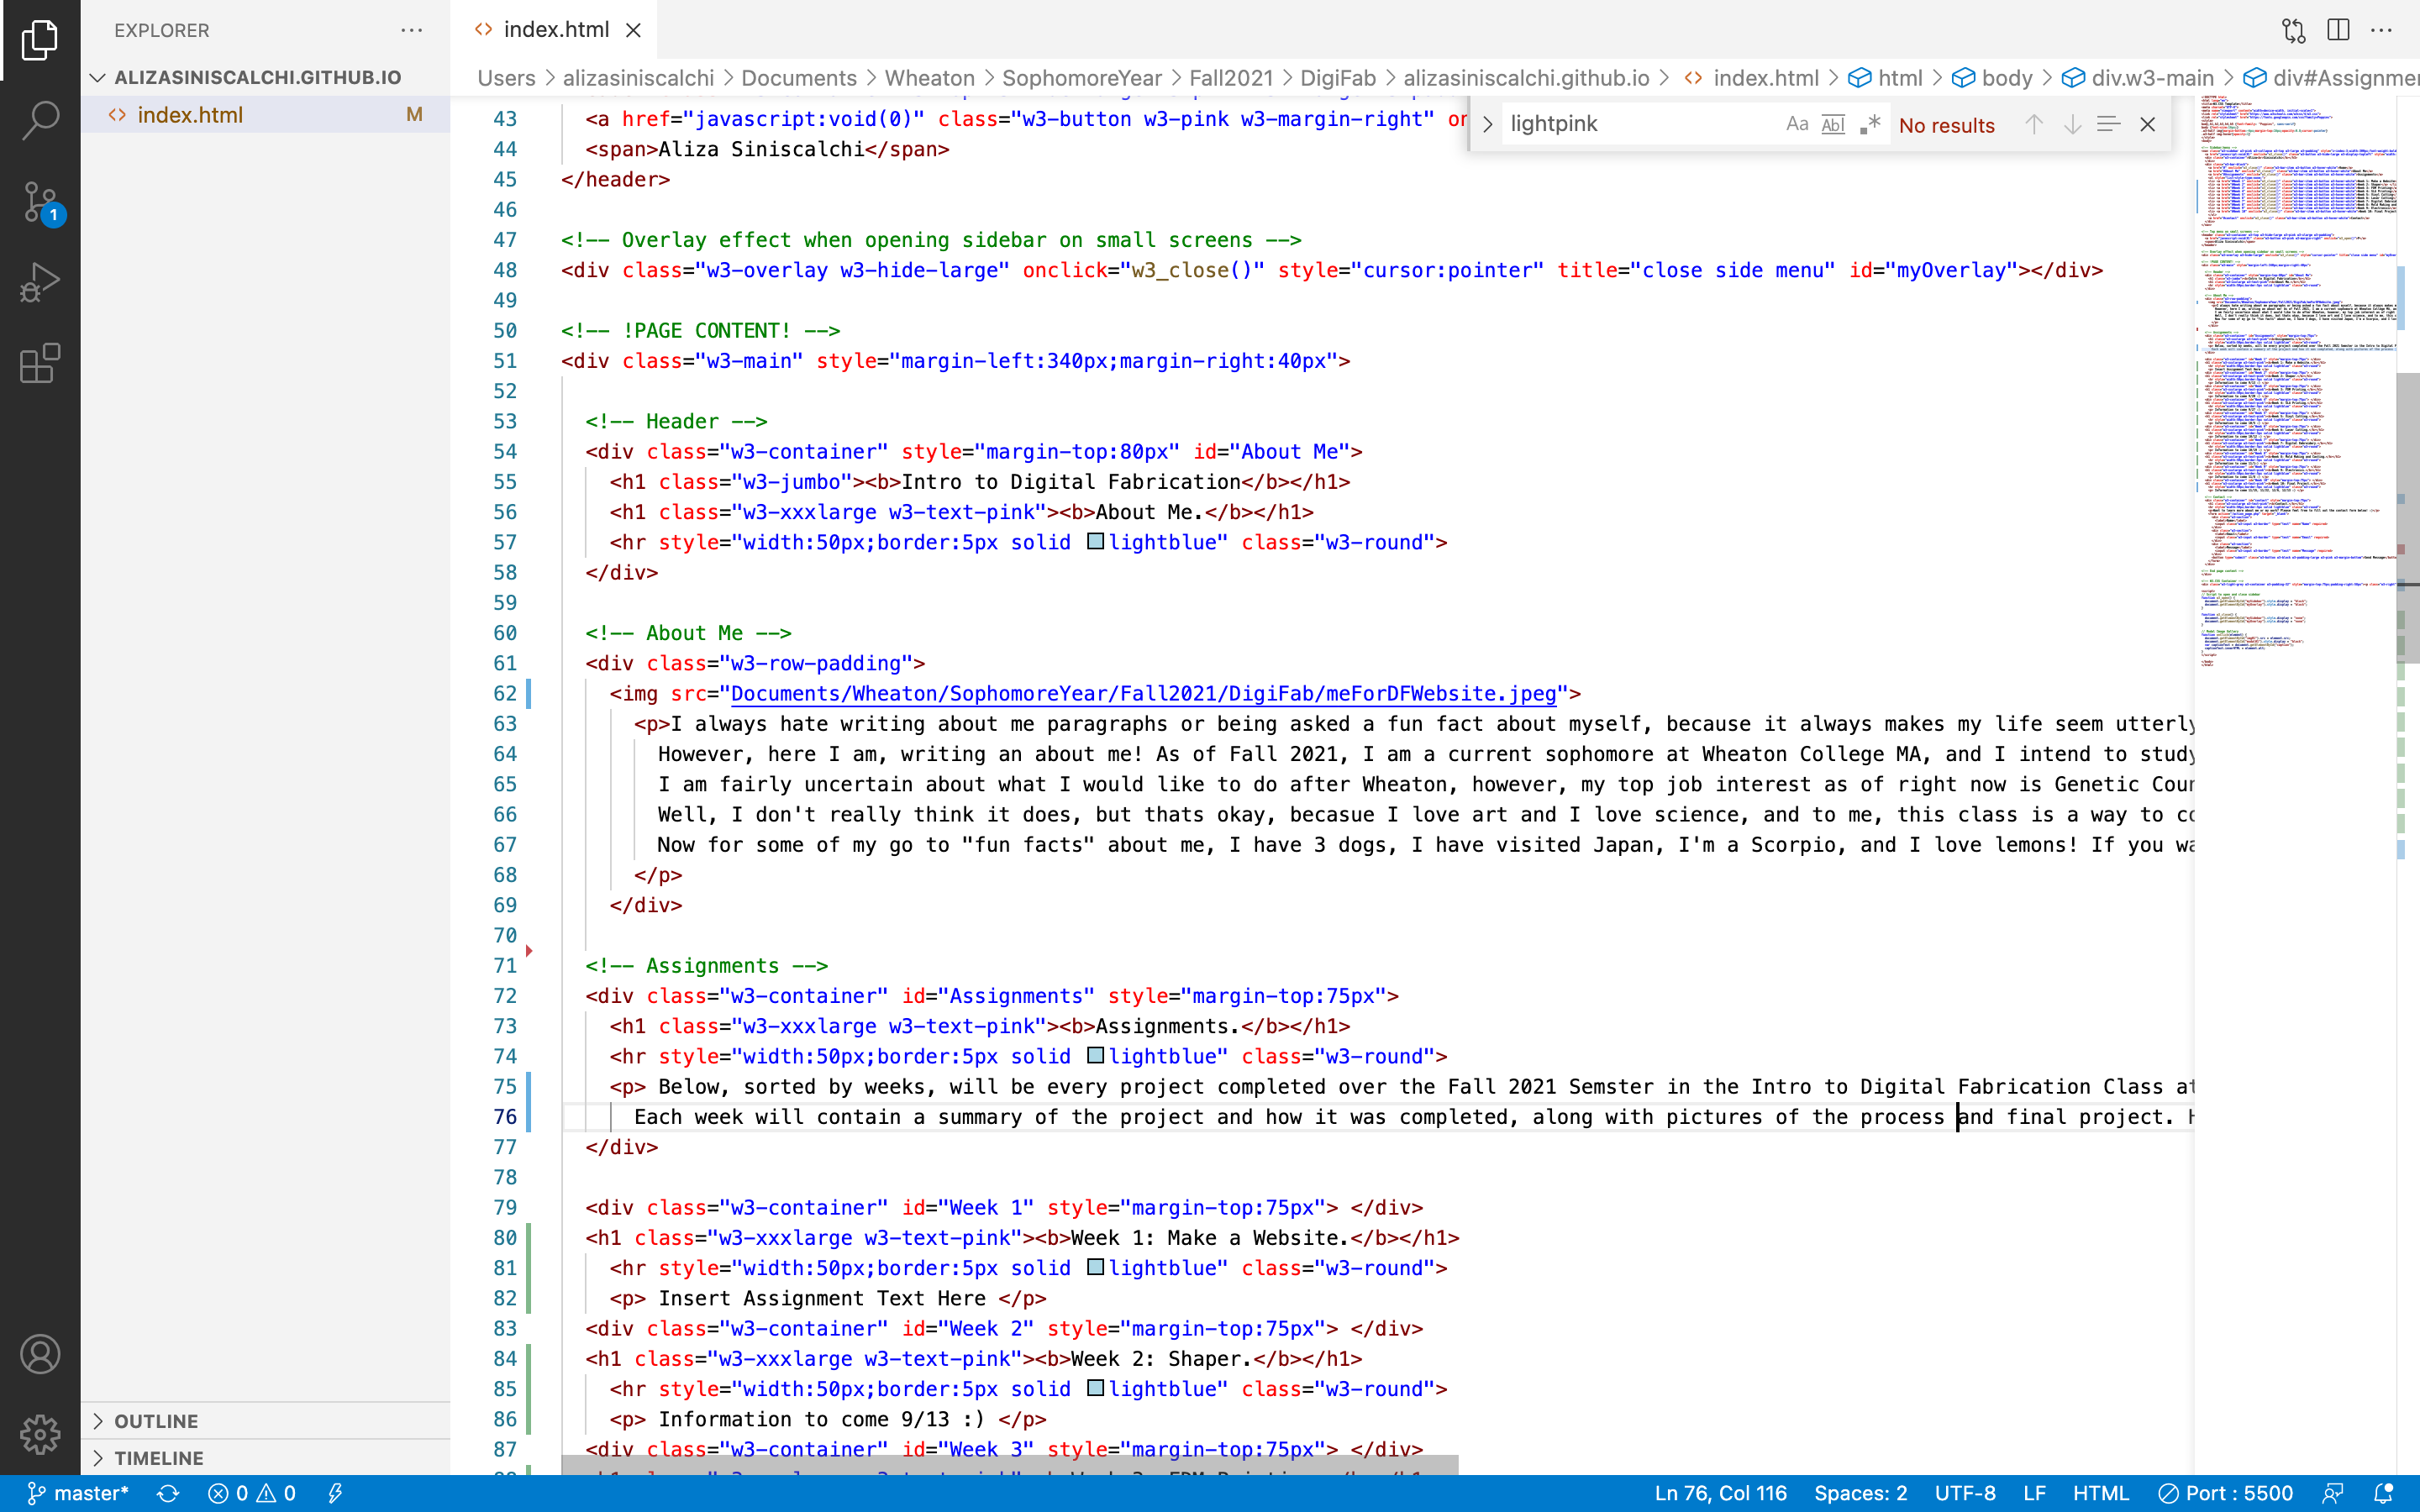 EXPLORER
ALIZASINISCALCHI.GITHUB.IO
index.html M
1
OUTLINE
TIMELINE
index.html
Users > alizasiniscalchi > Documents > Wheaton > SophomoreYear > Fall2021 > DigiFab > alizasiniscalchi.github.io > index.html > html > body > div.w3-main > div#Assignme
lightpink Aa Abl .* No results
43 <a href="javascript:void(0)" class="w3-button w3-pink w3-margin-right" on
44 <span>Aliza Siniscalchi</span>
45 </header>
46
47 <!-- Overlay effect when opening sidebar on small screens -->
48 <div class="w3-overlay w3-hide-large" onclick="w3_close()" style="cursor:pointer" title="close side menu" id="myOverlay"></div>
49
50 <!-- !PAGE CONTENT! -->
51 <div class="w3-main" style="margin-left:340px;margin-right:40px">
52
53 <!-- Header -->
54 <div class="w3-container" style="margin-top:80px" id="About Me">
55 <h1 class="w3-jumbo"><b>Intro to Digital Fabrication</b></h1>
56 <h1 class="w3-xxxlarge w3-text-pink"><b>About Me.</b></h1>
57 <hr style="width:50px;border:5px solid lightblue" class="w3-round">
58 </div>
59
60 <!-- About Me -->
61 <div class="w3-row-padding">
62 <img src="Documents/Wheaton/SophomoreYear/Fall2021/DigiFab/meForDFWebsite.jpeg">
63 <p>I always hate writing about me paragraphs or being asked a fun fact about myself, because it always makes my life seem utterly
64 However, here I am, writing an about me! As of Fall 2021, I am a current sophomore at Wheaton College MA, and I intend to study
65 I am fairly uncertain about what I would like to do after Wheaton, however, my top job interest as of right now is Genetic Coun
66 Well, I don't really think it does, but thats okay, becasue I love art and I love science, and to me, this class is a way to co
67 Now for some of my go to "fun facts" about me, I have 3 dogs, I have visited Japan, I'm a Scorpio, and I love lemons! If you wa
68 </p>
69 </div>
70
71 <!-- Assignments -->
72 <div class="w3-container" id="Assignments" style="margin-top:75px">
73 <h1 class="w3-xxxlarge w3-text-pink"><b>Assignments.</b></h1>
74 <hr style="width:50px;border:5px solid lightblue" class="w3-round">
75 <p> Below, sorted by weeks, will be every project completed over the Fall 2021 Semster in the Intro to Digital Fabrication Class at
76 Each week will contain a summary of the project and how it was completed, along with pictures of the process and final project. H
77 </div>
78
79 <div class="w3-container" id="Week 1" style="margin-top:75px"> </div>
80 <h1 class="w3-xxxlarge w3-text-pink"><b>Week 1: Make a Website.</b></h1>
81 <hr style="width:50px;border:5px solid lightblue" class="w3-round">
82 <p> Insert Assignment Text Here </p>
83 <div class="w3-container" id="Week 2" style="margin-top:75px"> </div>
84 <h1 class="w3-xxxlarge w3-text-pink"><b>Week 2: Shaper.</b></h1>
85 <hr style="width:50px;border:5px solid lightblue" class="w3-round">
86 <p> Information to come 9/13 :) </p>
87 <div class="w3-container" id="Week 3" style="margin-top:75px"> </div>
master* 0 0 Ln 76, Col 116 Spaces: 2 UTF-8 LF HTML Port : 5500